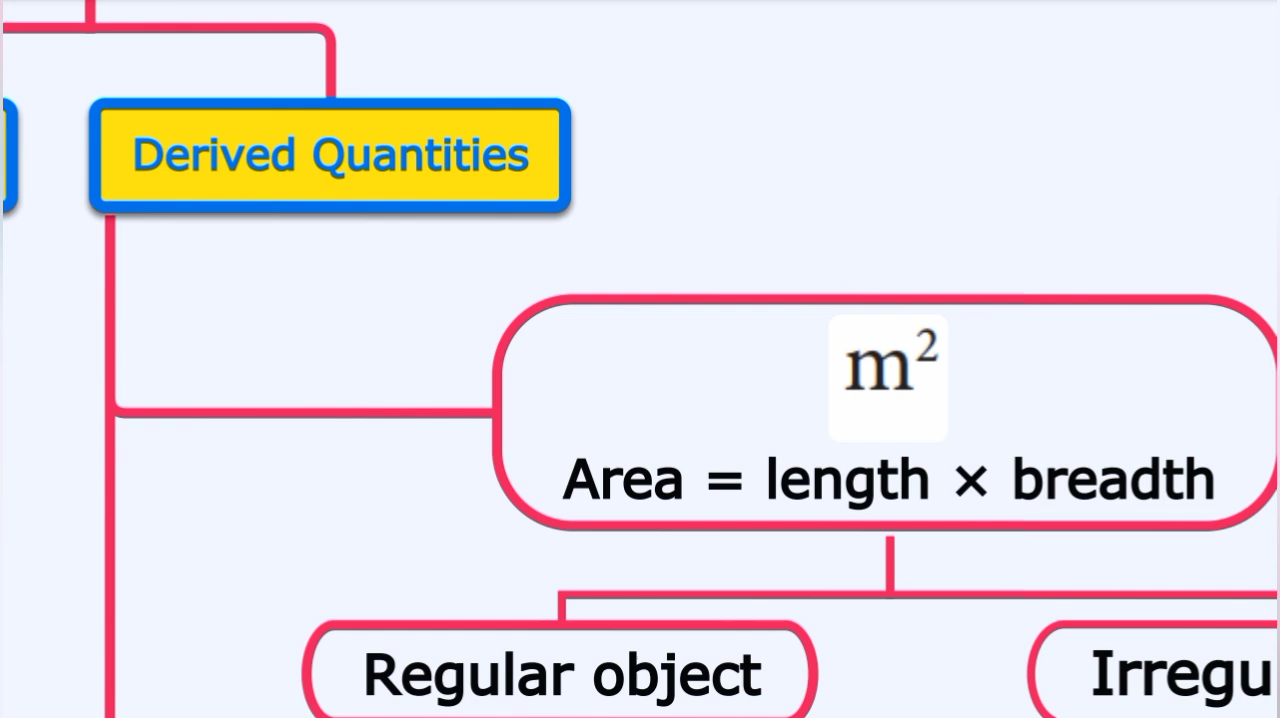 Derived Quantities
m²
Area = length × breadth
Regular object
Irregu